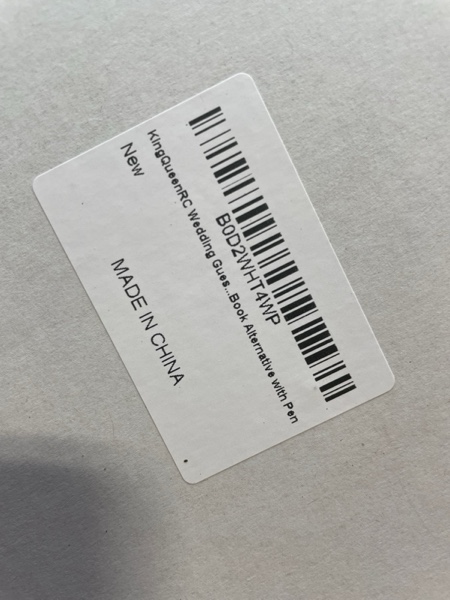 B0D2WHT4WP
KingQueenRC Wedding Gues...Book Alternative with Pen
New
MADE IN CHINA